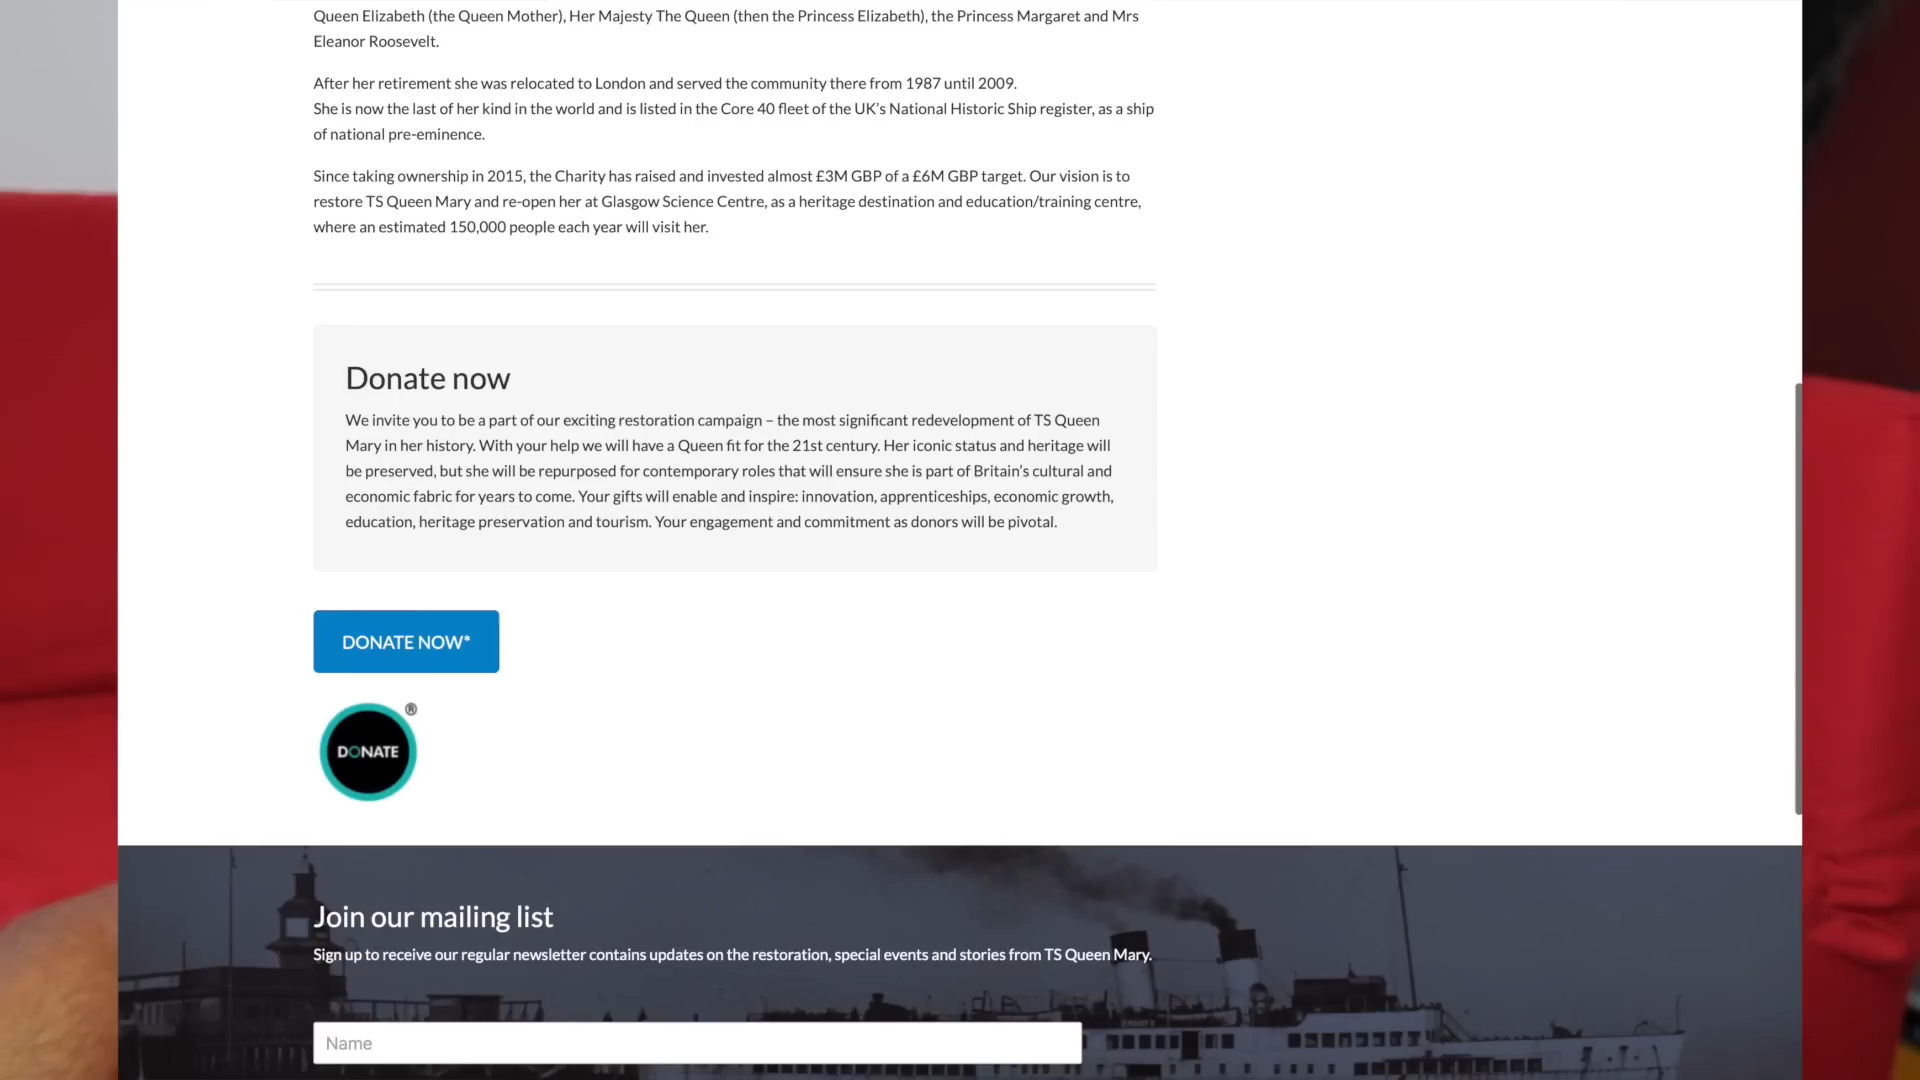 Queen Elizabeth (the Queen Mother), Her Majesty The Queen (then the Princess Elizabeth), the Princess Margaret and Mrs
Eleanor Roosevelt.
After her retirement she was relocated to London and served the community there from 1987 until 2009.
She is now the last of her kind in the world and is listed in the Core 40 fleet of the UK’s National Historic Ship register, as a ship
of national pre-eminence.
Since taking ownership in 2015, the Charity has raised and invested almost £3M GBP of a £6M GBP target. Our vision is to
restore TS Queen Mary and re-open her at Glasgow Science Centre, as a heritage destination and education/training centre,
where an estimated 150,000 people each year will visit her.
Donate now
We invite you to be a part of our exciting restoration campaign – the most significant redevelopment of TS Queen
Mary in her history. With your help we will have a Queen fit for the 21st century. Her iconic status and heritage will
be preserved, but she will be repurposed for contemporary roles that will ensure she is part of Britain’s cultural and
economic fabric for years to come. Your gifts will enable and inspire: innovation, apprenticeships, economic growth,
education, heritage preservation and tourism. Your engagement and commitment as donors will be pivotal.
DONATE NOW*
®
DONATE
Join our mailing list
Sign up to receive our regular newsletter contains updates on the restoration, special events and stories from TS Queen Mary.
Name